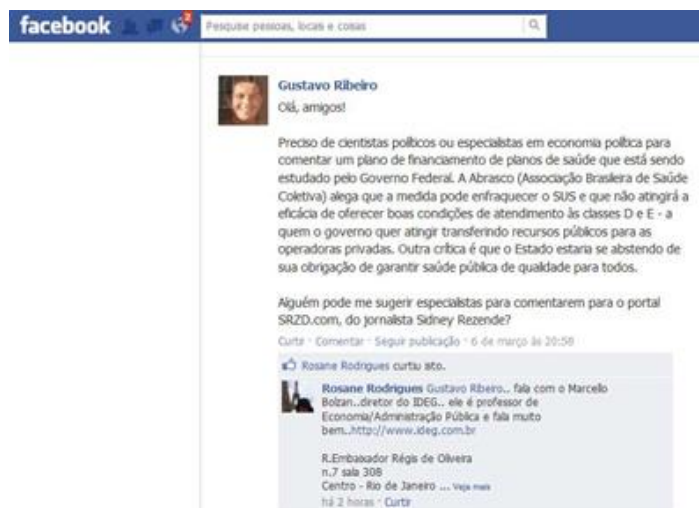 facebook 2 Pesquise pessoas, locais e coisas
Gustavo Ribeiro
Olá, amigos!
Preciso de cientistas políticos ou especialistas em economia política para
comentar um plano de financiamento de planos de saúde que está sendo
estudado pelo Governo Federal. A Abrasco (Associação Brasileira de Saúde
Coletiva) alega que a medida pode enfraquecer o SUS e que não atingirá a
eficácia de oferecer boas condições de atendimento às classes D e E - a
quem o governo quer atingir transferindo recursos públicos para as
operadoras privadas. Outra crítica é que o Estado estaria se abstendo de
sua obrigação de garantir saúde pública de qualidade para todos.
Alguém pode me sugerir especialistas para comentarem para o portal
SRZD.com, do jornalista Sidney Rezende?
Curtir · Comentar · Seguir publicação · 6 de março às 20:58
Rosane Rodrigues curtiu isto.
Rosane Rodrigues Gustavo Ribeiro.. fala com o Marcello
Bolzan..diretor do IDEG.. ele é professor de
Economia/Administração Pública e fala muito
bem..http://www.ideg.com.br
R.Embaixador Régis de Oliveira
n.7 sala 308
Centro - Rio de Janeiro ... Veja mais
há 2 horas · Curtir